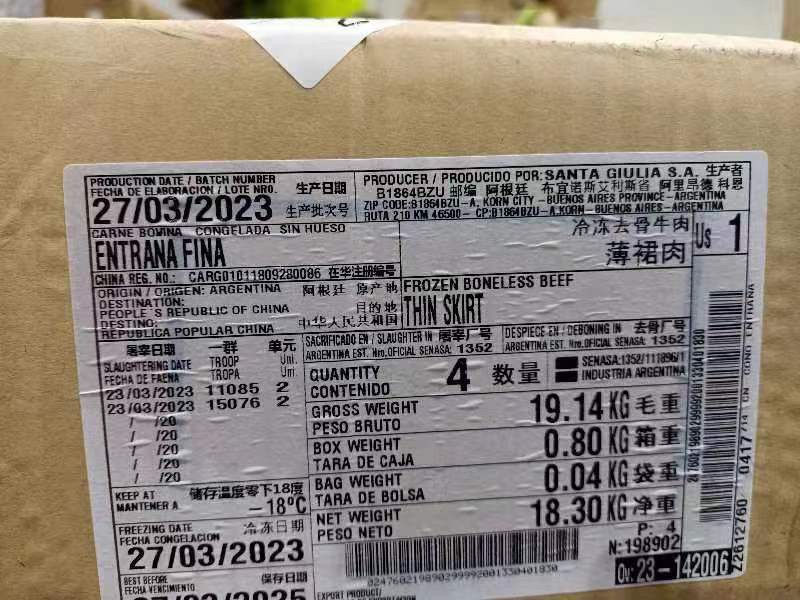 PRODUCTION DATE / BATCH NUMBER
FECHA DE ELABORACION / LOTE NRO.
生产日期
27/03/2023 生产批次号
PRODUCER / PRODUCIDO POR: SANTA GIULIA S.A. 生产者
B1864BZU 邮编 阿根廷 布宜诺斯艾利斯省 阿里昂德 科恩
ZIP CODE:B1864BZU-A, KORN CITY - BUENOS AIRES PROVINCE-ARGENTINA
RUTA 210 KM 46500 - CP:B1864BZU-A.KORN- BUENOS AIRES - ARGENTINA
CARNE BOVINA CONGELADA SIN HUESO
ENTRANA FINA
冷冻去骨牛肉
薄裙肉
Us 1
CHINA REG. NO.: CARG01011809280086 在华注册编号
ORIGIN / ORIGEN: ARGENTINA 阿根廷 原产地
DESTINATION:
PEOPLE´S REPUBLIC OF CHINA 目的地
DESTINO: 中华人民共和国
REPUBLICA POPULAR CHINA
FROZEN BONELESS BEEF
THIN SKIRT
SACRIFICADO EN / SLAUGHTER IN 屠宰厂号
ARGENTINA EST. Nro.OFICIAL SENASA: 1352
DESPIECE EN / DEBONING IN 去骨厂号
ARGENTINA EST. Nro.OFICIAL SENASA: 1352
屠宰日期 一群 单元
SLAUGHTERING DATE TROOP Uni.
FECHA DE FAENA TROPA Uni.
23/03/2023 11085 2
23/03/2023 15076 2
/ /20
/ /20
/ /20
/ /20
QUANTITY
CONTENIDO
4 数量
SENASA:1352/111896/1
INDUSTRIA ARGENTINA
GROSS WEIGHT
PESO BRUTO
19.14 KG 毛重
BOX WEIGHT
TARA DE CAJA
0.80 KG 箱重
BAG WEIGHT
TARA DE BOLSA
0.04 KG 袋重
NET WEIGHT
PESO NETO
18.30 KG 净重
P: 4
N:198902
KEEP AT 储存温度零下18度
MANTENER A -18°C
FREEZING DATE 冷冻日期
FECHA CONGELACION
27/03/2023
BEST BEFORE 保存日期
FECHA VENCIMIENTO
27/03/2025
024760219890299992001330401830
Ov: 23-142006
EXPORT PRODUCT/
024760219890299992001330401830
0417714 CN CONG ENTRANA
22612760